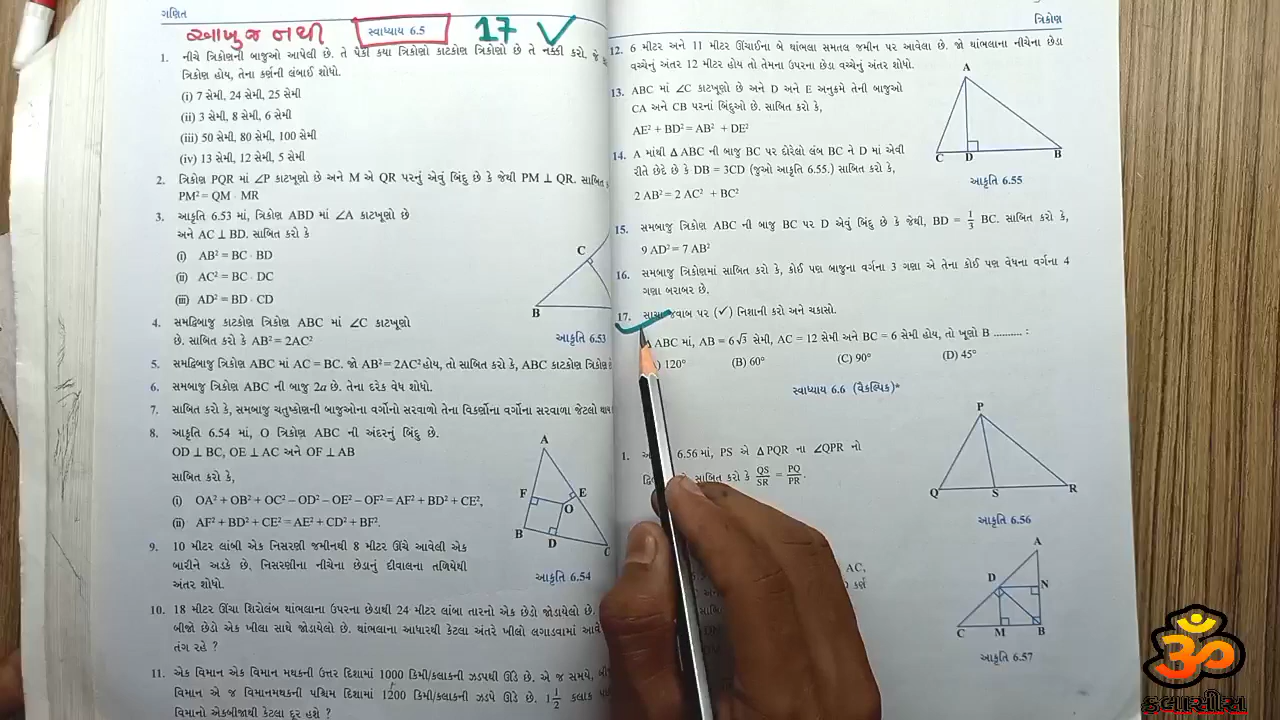 ગણિત
આખુજ નથી
સ્વાધ્યાય 6.5
17 ✓
1. નીચે ત્રિકોણની બાજુઓ આપેલી છે. તે પૈકી કયા ત્રિકોણો કાટકોણ ત્રિકોણો છે તે નક્કી કરો. જે
ત્રિકોણ હોય, તેના કર્ણની લંબાઈ શોધો.
(i) 7 સેમી, 24 સેમી, 25 સેમી
(ii) 3 સેમી, 8 સેમી, 6 સેમી
(iii) 50 સેમી, 80 સેમી, 100 સેમી
(iv) 13 સેમી, 12 સેમી, 5 સેમી
2. ત્રિકોણ PQR માં ∠P કાટખૂણો છે અને M એ QR પરનું એવું બિંદુ છે કે જેથી PM ⊥ QR. સાબિત
PM² = QM · MR
3. આકૃતિ 6.53 માં, ત્રિકોણ ABD માં ∠A કાટખૂણો છે
અને AC ⊥ BD. સાબિત કરો કે
(i) AB² = BC · BD
(ii) AC² = BC · DC
(iii) AD² = BD · CD
C
B
આકૃતિ 6.53
4. સમદ્વિબાજુ કાટકોણ ત્રિકોણ ABC માં ∠C કાટખૂણો
છે. સાબિત કરો કે AB² = 2AC²
5. સમદ્વિબાજુ ત્રિકોણ ABC માં AC = BC. જો AB² = 2AC² હોય, તો સાબિત કરો કે, ABC કાટકોણ ત્રિકોણ
6. સમબાજુ ત્રિકોણ ABC ની બાજુ 2a છે. તેના દરેક વેધ શોધો.
7. સાબિત કરો કે, સમબાજુ ચતુષ્કોણની બાજુઓના વર્ગોનો સરવાળો તેના વિકર્ણોના વર્ગોના સરવાળા જેટલો થાય
8. આકૃતિ 6.54 માં, O ત્રિકોણ ABC ની અંદરનું બિંદુ છે.
OD ⊥ BC, OE ⊥ AC અને OF ⊥ AB
સાબિત કરો કે,
(i) OA² + OB² + OC² – OD² – OE² – OF² = AF² + BD² + CE²,
(ii) AF² + BD² + CE² = AE² + CD² + BF².
A
F
E
O
B
D
C
આકૃતિ 6.54
9. 10 મીટર લાંબી એક નિસરણી જમીનથી 8 મીટર ઊંચે આવેલી એક
બારીને અડકે છે, નિસરણીના નીચેના છેડાનું દીવાલના તળિયેથી
અંતર શોધો.
10. 18 મીટર ઊંચા શિરોલંબ થાંભલાના ઉપરના છેડાથી 24 મીટર લાંબા તારનો એક છેડો જોડાયેલો છે.
બીજો છેડો એક ખીલા સાથે જોડાયેલો છે. થાંભલાના આધારથી કેટલા અંતરે ખીલો લગાડવામાં આવે
તંગ રહે ?
11. એક વિમાન એક વિમાન મથકની ઉત્તર દિશામાં 1000 કિમી/કલાકની ઝડપથી ઊડે છે. એ જ સમયે,
વિમાન એ જ વિમાનમથકની પશ્ચિમ દિશામાં 1200 કિમી/કલાકની ઝડપે ઊડે છે. 1½ કલાક
વિમાનો એકબીજાથી કેટલા દૂર હશે ?
ત્રિકોણ
12. 6 મીટર અને 11 મીટર ઊંચાઈના બે થાંભલા સમતલ જમીન પર આવેલા છે. જો થાંભલાના નીચેના છેડા
વચ્ચેનું અંતર 12 મીટર હોય તો તેમના ઉપરના છેડા વચ્ચેનું અંતર શોધો.
13. ABC માં ∠C કાટખૂણો છે અને D અને E અનુક્રમે તેની બાજુઓ
CA અને CB પરનાં બિંદુઓ છે. સાબિત કરો કે,
AE² + BD² = AB² + DE²
14. A માંથી Δ ABC ની બાજુ BC પર દોરેલો લંબ BC ને D માં એવી
રીતે છેદે છે કે DB = 3CD (જુઓ આકૃતિ 6.55.) સાબિત કરો કે,
2 AB² = 2 AC² + BC²
A
C
D
B
આકૃતિ 6.55
15. સમબાજુ ત્રિકોણ ABC ની બાજુ BC પર D એવું બિંદુ છે કે જેથી, BD = 1/3 BC. સાબિત કરો કે,
9 AD² = 7 AB²
16. સમબાજુ ત્રિકોણમાં સાબિત કરો કે, કોઈ પણ બાજુના વર્ગના 3 ગણા એ તેના કોઈ પણ વેધના વર્ગના 4
ગણા બરાબર છે.
17. સાચા જવાબ પર (✓) નિશાની કરો અને ચકાસો.
ABC માં, AB = 6√3 સેમી, AC = 12 સેમી અને BC = 6 સેમી હોય, તો ખૂણો B .......... :
120° (B) 60° (C) 90° (D) 45°
સ્વાધ્યાય 6.6 (વૈકલ્પિક)*
1. 6.56 માં, PS એ Δ PQR ના ∠QPR નો
સાબિત કરો કે QS/SR = PQ/PR.
P
Q
S
R
આકૃતિ 6.56
AC,
કર્ણ
A
D
N
C
M
B
આકૃતિ 6.57
ૐ
ક્લાસીસ